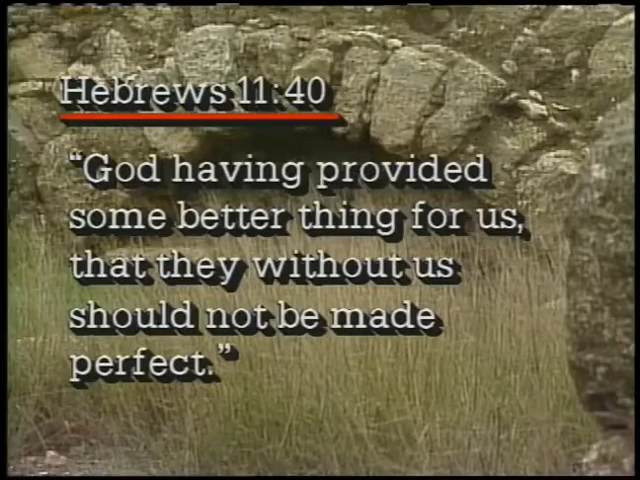 Hebrews 11:40
“God having provided
some better thing for us,
that they without us
should not be made
perfect.”